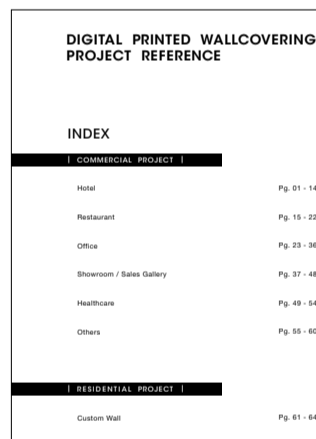 DIGITAL PRINTED WALLCOVERING
PROJECT REFERENCE
INDEX
| COMMERCIAL PROJECT |
Hotel Pg. 01 - 14
Restaurant Pg. 15 - 22
Office Pg. 23 - 36
Showroom / Sales Gallery Pg. 37 - 48
Healthcare Pg. 49 - 54
Others Pg. 55 - 60
| RESIDENTIAL PROJECT |
Custom Wall Pg. 61 - 64